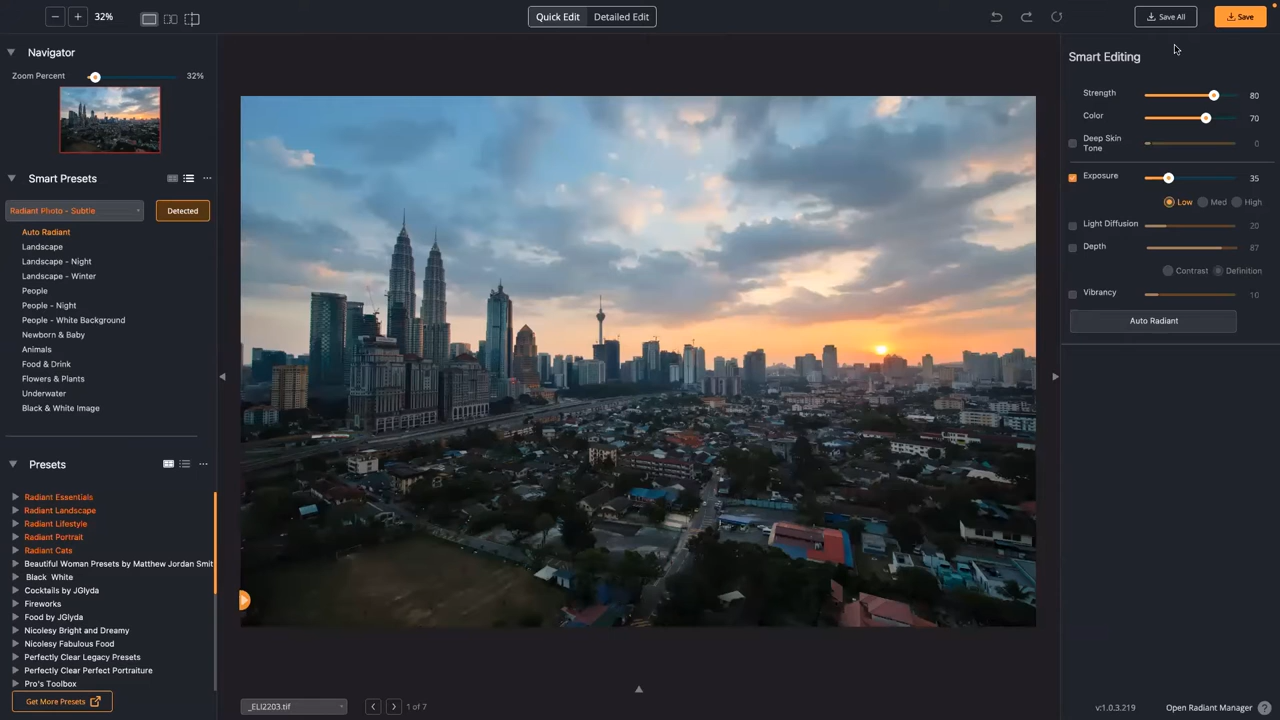 32%
Quick Edit Detailed Edit
Save All
Save
Navigator
Zoom Percent 32%
Smart Presets
Radiant Photo - Subtle
Detected
Auto Radiant
Landscape
Landscape - Night
Landscape - Winter
People
People - Night
People - White Background
Newborn & Baby
Animals
Food & Drink
Flowers & Plants
Underwater
Black & White Image
Presets
Radiant Essentials
Radiant Landscape
Radiant Lifestyle
Radiant Portrait
Radiant Cats
Beautiful Woman Presets by Matthew Jordan Smit
Black White
Cocktails by JGlyda
Fireworks
Food by JGlyda
Nicolesy Bright and Dreamy
Nicolesy Fabulous Food
Perfectly Clear Legacy Presets
Perfectly Clear Perfect Portraiture
Pro's Toolbox
Get More Presets
_ELI2203.tif
1 of 7
Smart Editing
Strength 80
Color 70
Deep Skin
Tone 0
Exposure 35
Low Med High
Light Diffusion 20
Depth 87
Contrast Definition
Vibrancy 10
Auto Radiant
v:1.0.3.219 Open Radiant Manager ?